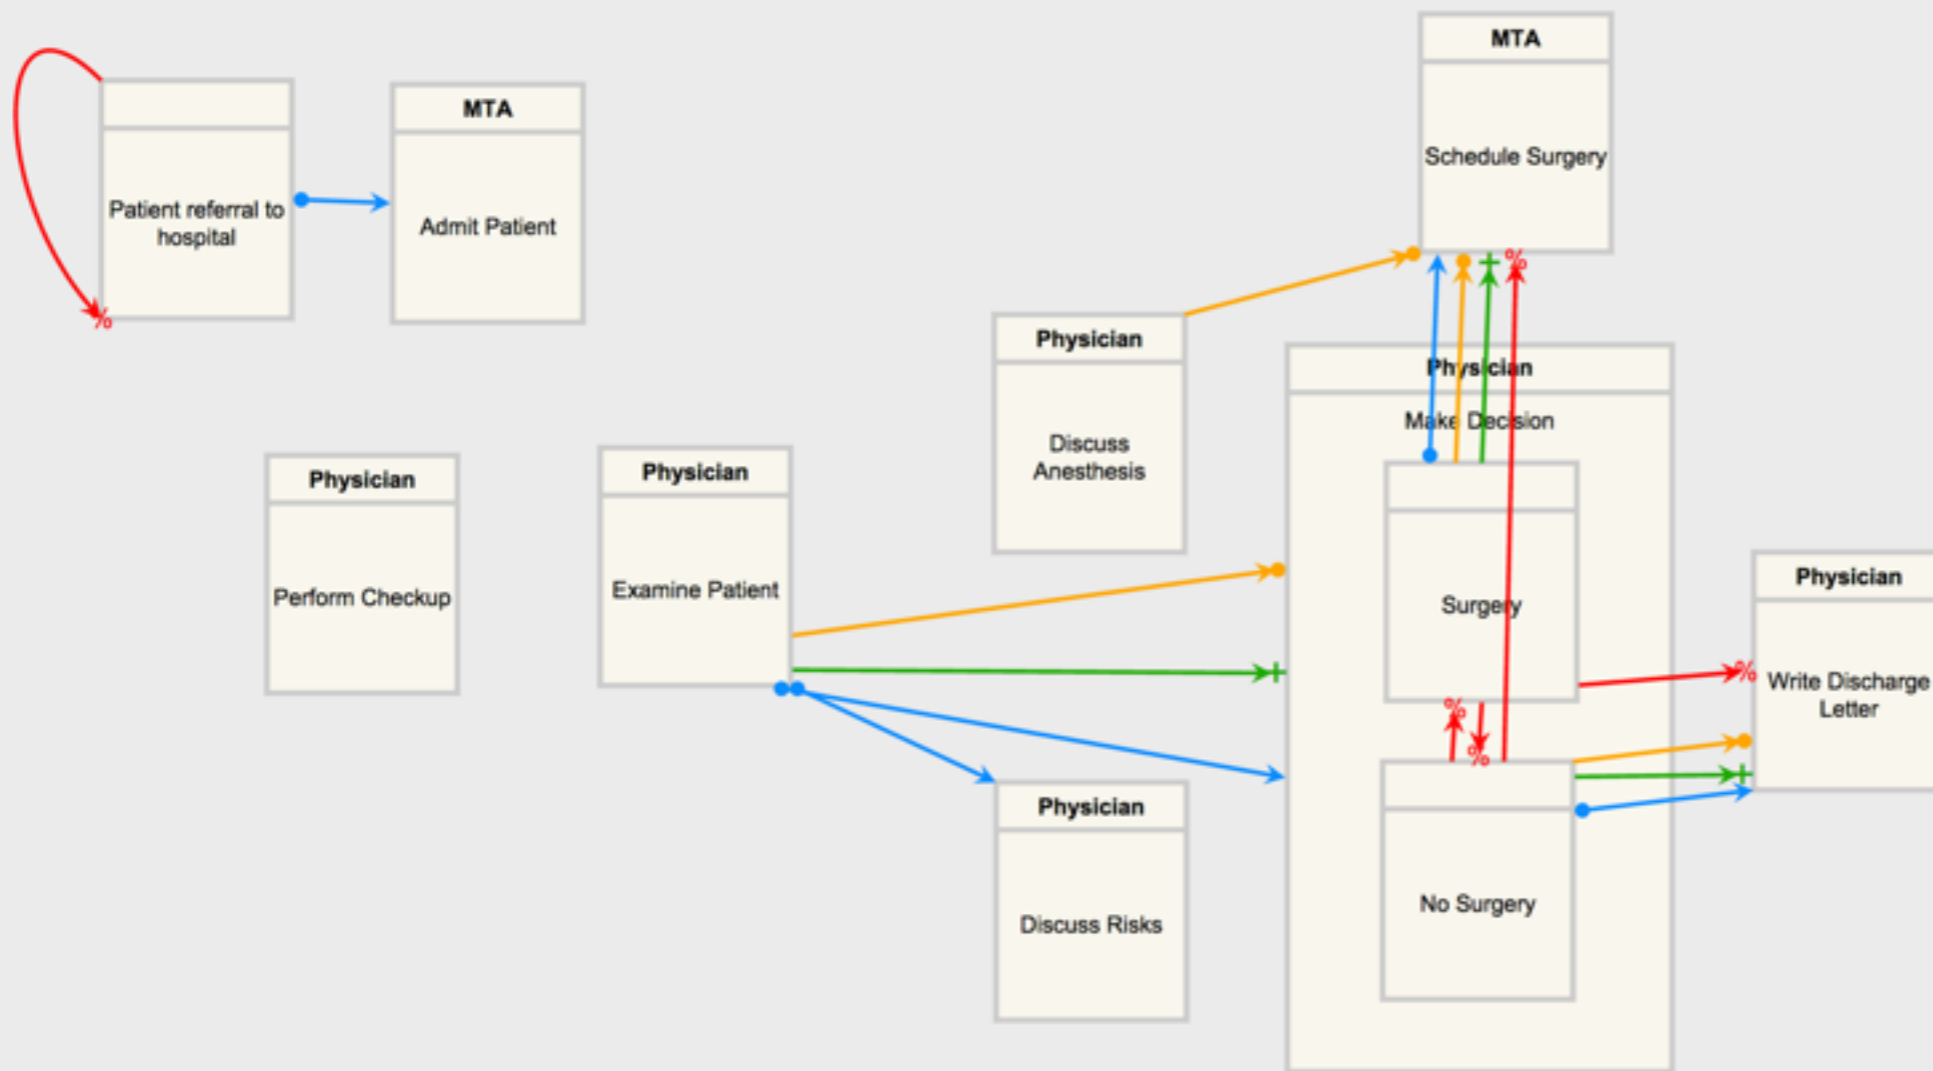 MTA
Schedule Surgery
Patient referral to
hospital
MTA
Admit Patient
%
%
Physician
Discuss
Anesthesis
Physician
Make Decision
Surgery
Physician
Perform Checkup
Physician
Examine Patient
Physician
Write Discharge
Letter
%
%
%
Physician
Discuss Risks
No Surgery